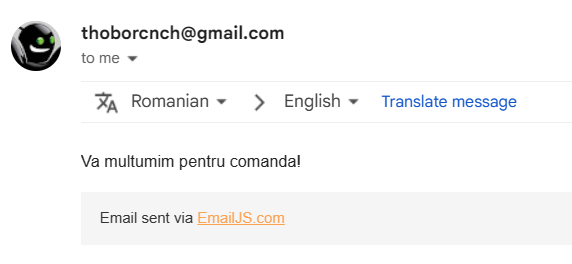 thoborcnch@gmail.com
to me
Romanian > English Translate message
Va multumim pentru comanda!
Email sent via EmailJS.com